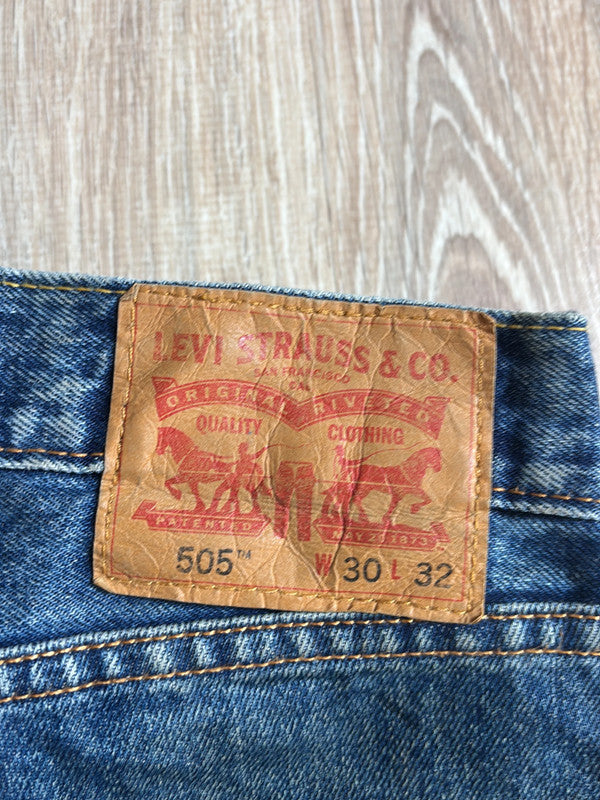 LEVI STRAUSS & CO.
SAN FRANCISCO
CAL
ORIGINAL RIVETED
QUALITY CLOTHING
PATENTED MAY 20 1873
505™ W 30 L 32